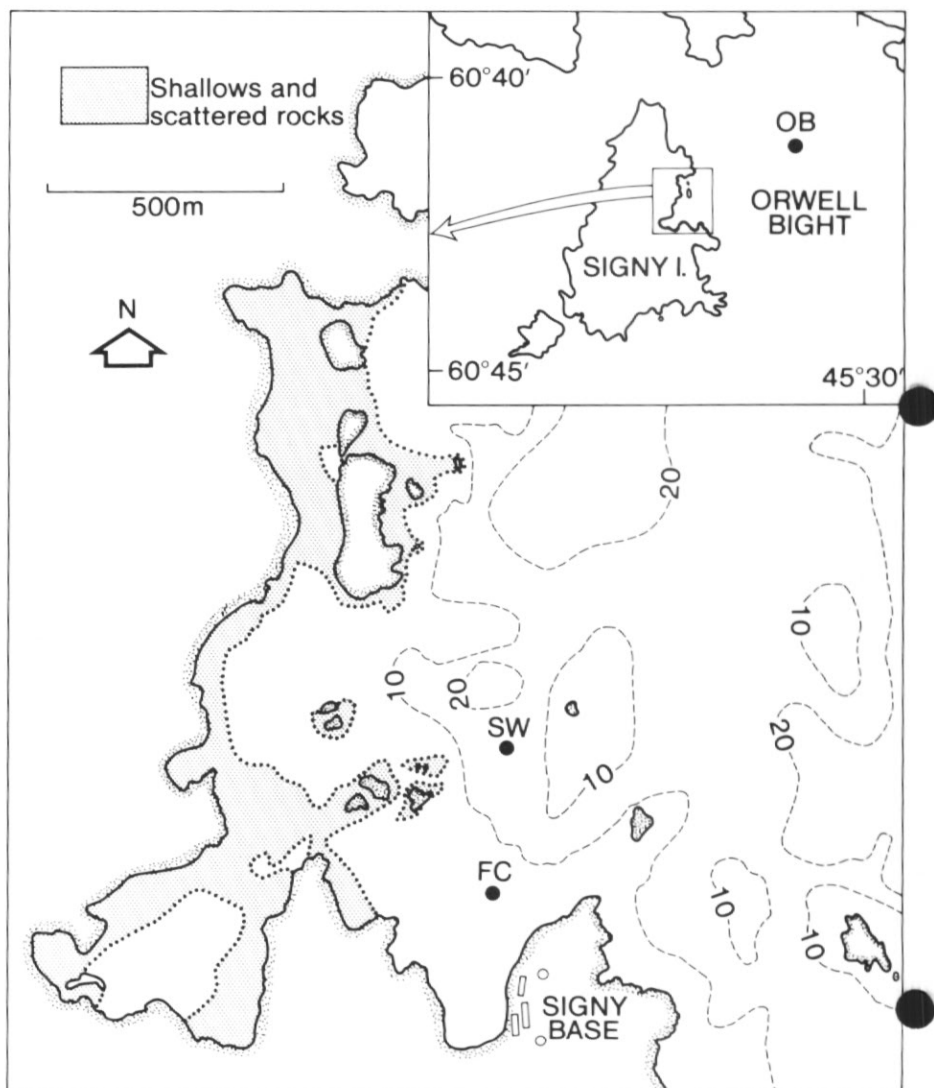 Shallows and
scattered rocks
500m
N
60°40′
OB
ORWELL
BIGHT
SIGNY I.
60°45′
45°30′
20
10
10
20
SW
20
10
FC
10
10
SIGNY
BASE